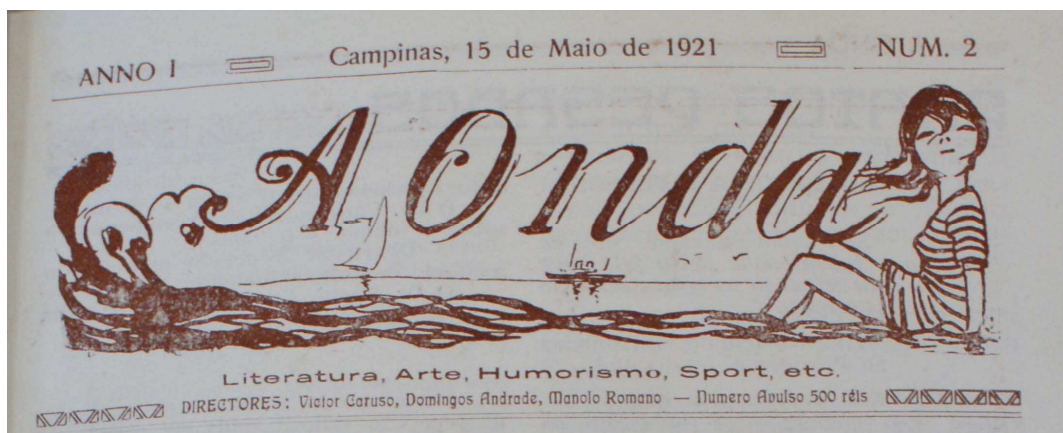 ANNO I Campinas, 15 de Maio de 1921 NUM. 2
A Onda
Literatura, Arte, Humorismo, Sport, etc.
DIRECTORES: Victor Caruso, Domingos Andrade, Manolo Romano — Numero Avulso 500 réis